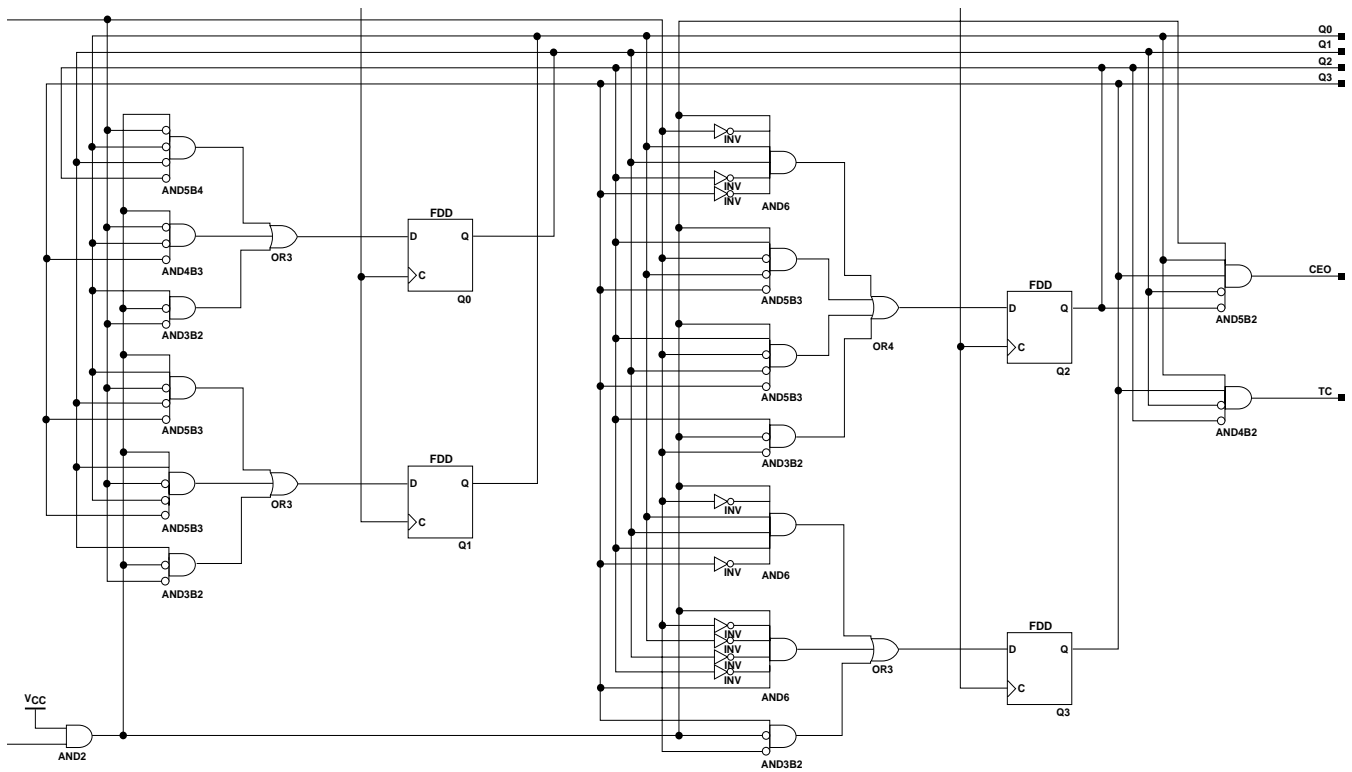 Q0
Q1
Q2
Q3
INV
INV
INV
AND5B4
AND6
FDD
D
Q
C
Q0
OR3
AND4B3
CEO
AND5B3
AND5B2
FDD
D
Q
C
Q2
OR4
AND3B2
AND5B3
TC
AND5B3
AND4B2
AND3B2
FDD
D
Q
C
Q1
OR3
INV
AND5B3
INV
AND6
AND3B2
FDD
D
Q
C
Q3
INV
INV
INV
INV
OR3
AND6
VCC
AND2
AND3B2